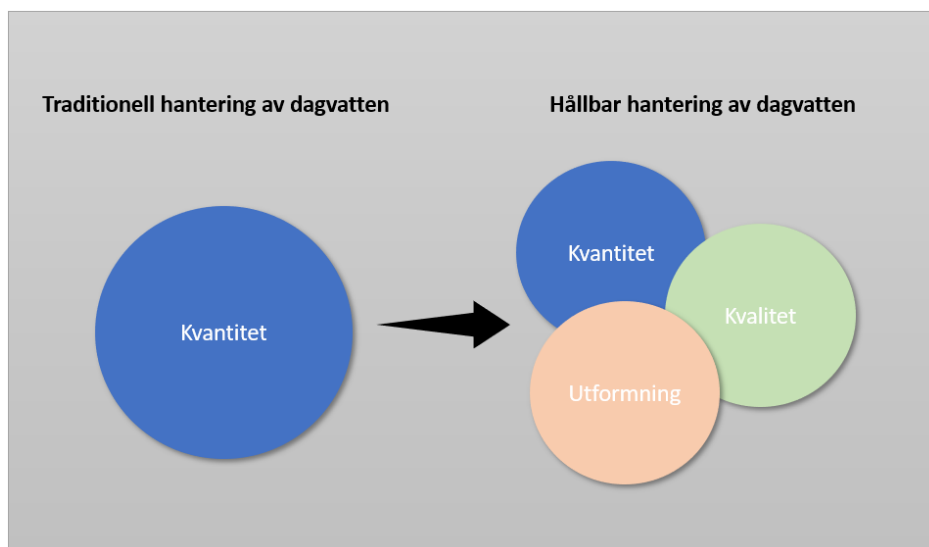 Traditionell hantering av dagvatten
Hållbar hantering av dagvatten
Kvantitet
Kvantitet
Kvalitet
Utformning